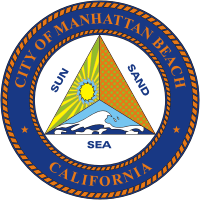 CITY OF MANHATTAN BEACH
SUN
SAND
SEA
CALIFORNIA